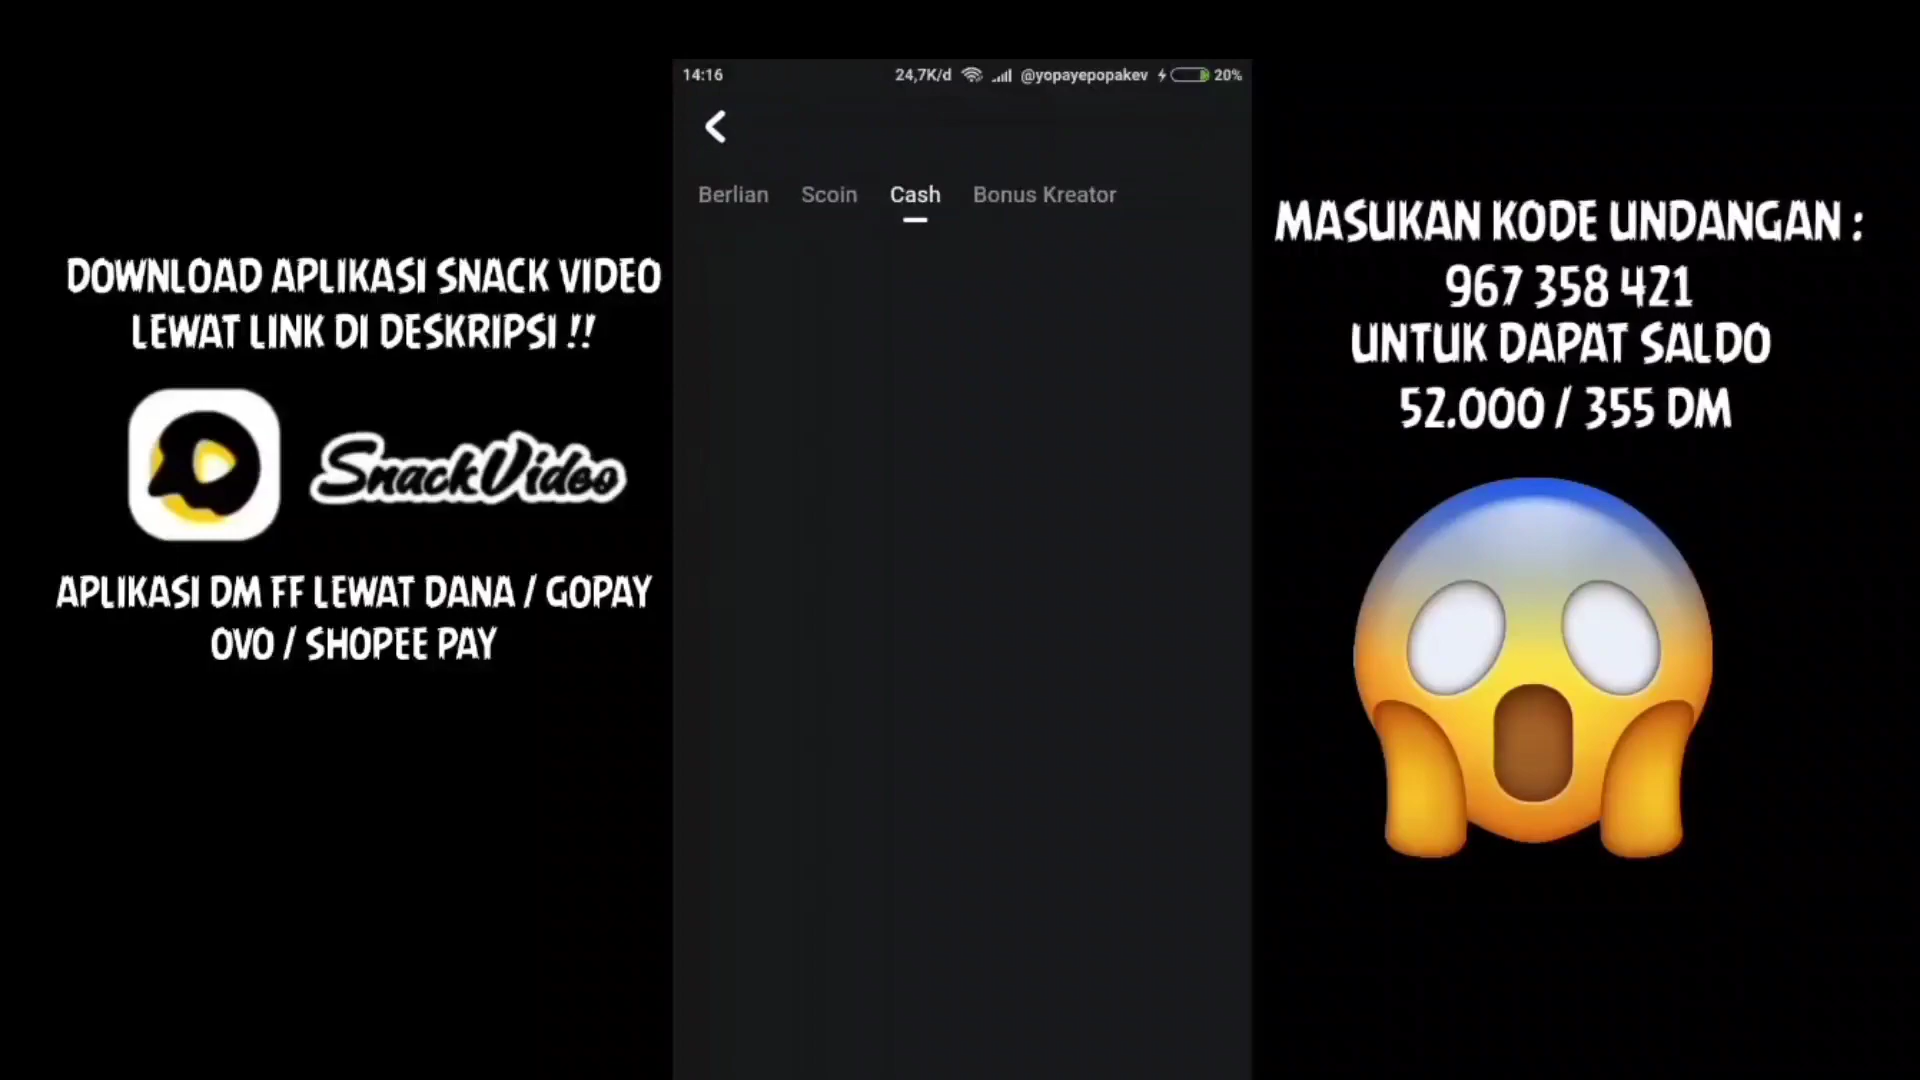 DOWNLOAD APLIKASI SNACK VIDEO
LEWAT LINK DI DESKRIPSI !!
SnackVideo
APLIKASI DM FF LEWAT DANA / GOPAY
OVO / SHOPEE PAY
14:16 24,7K/d @yopayepopakev 20%
Berlian Scoin Cash Bonus Kreator
MASUKAN KODE UNDANGAN :
967 358 421
UNTUK DAPAT SALDO
52.000 / 355 DM